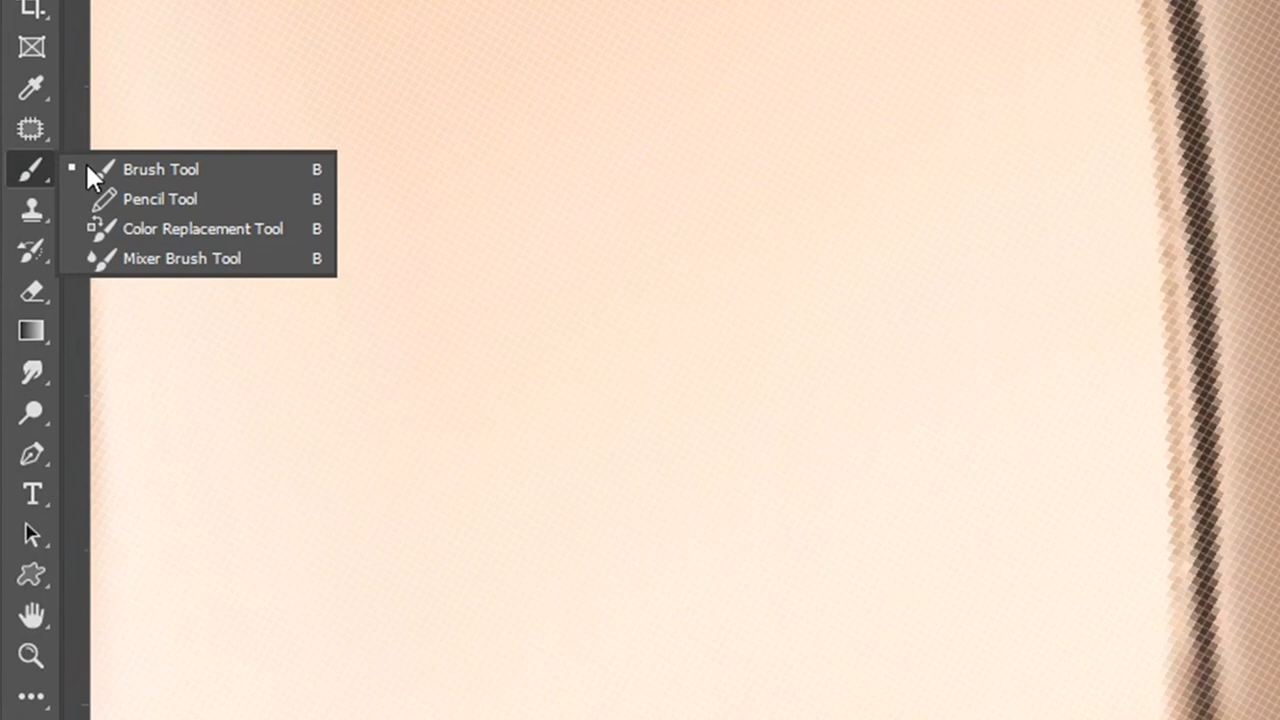 Brush Tool B
Pencil Tool B
Color Replacement Tool B
Mixer Brush Tool B
T